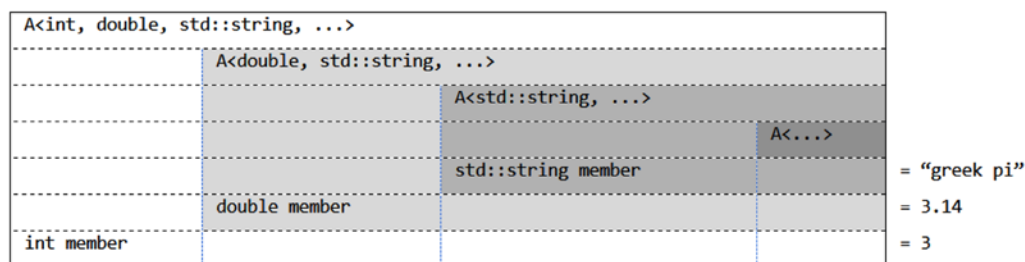 A<int, double, std::string, ...>
A<double, std::string, ...>
A<std::string, ...>
A<...>
std::string member = “greek pi”
double member = 3.14
int member = 3